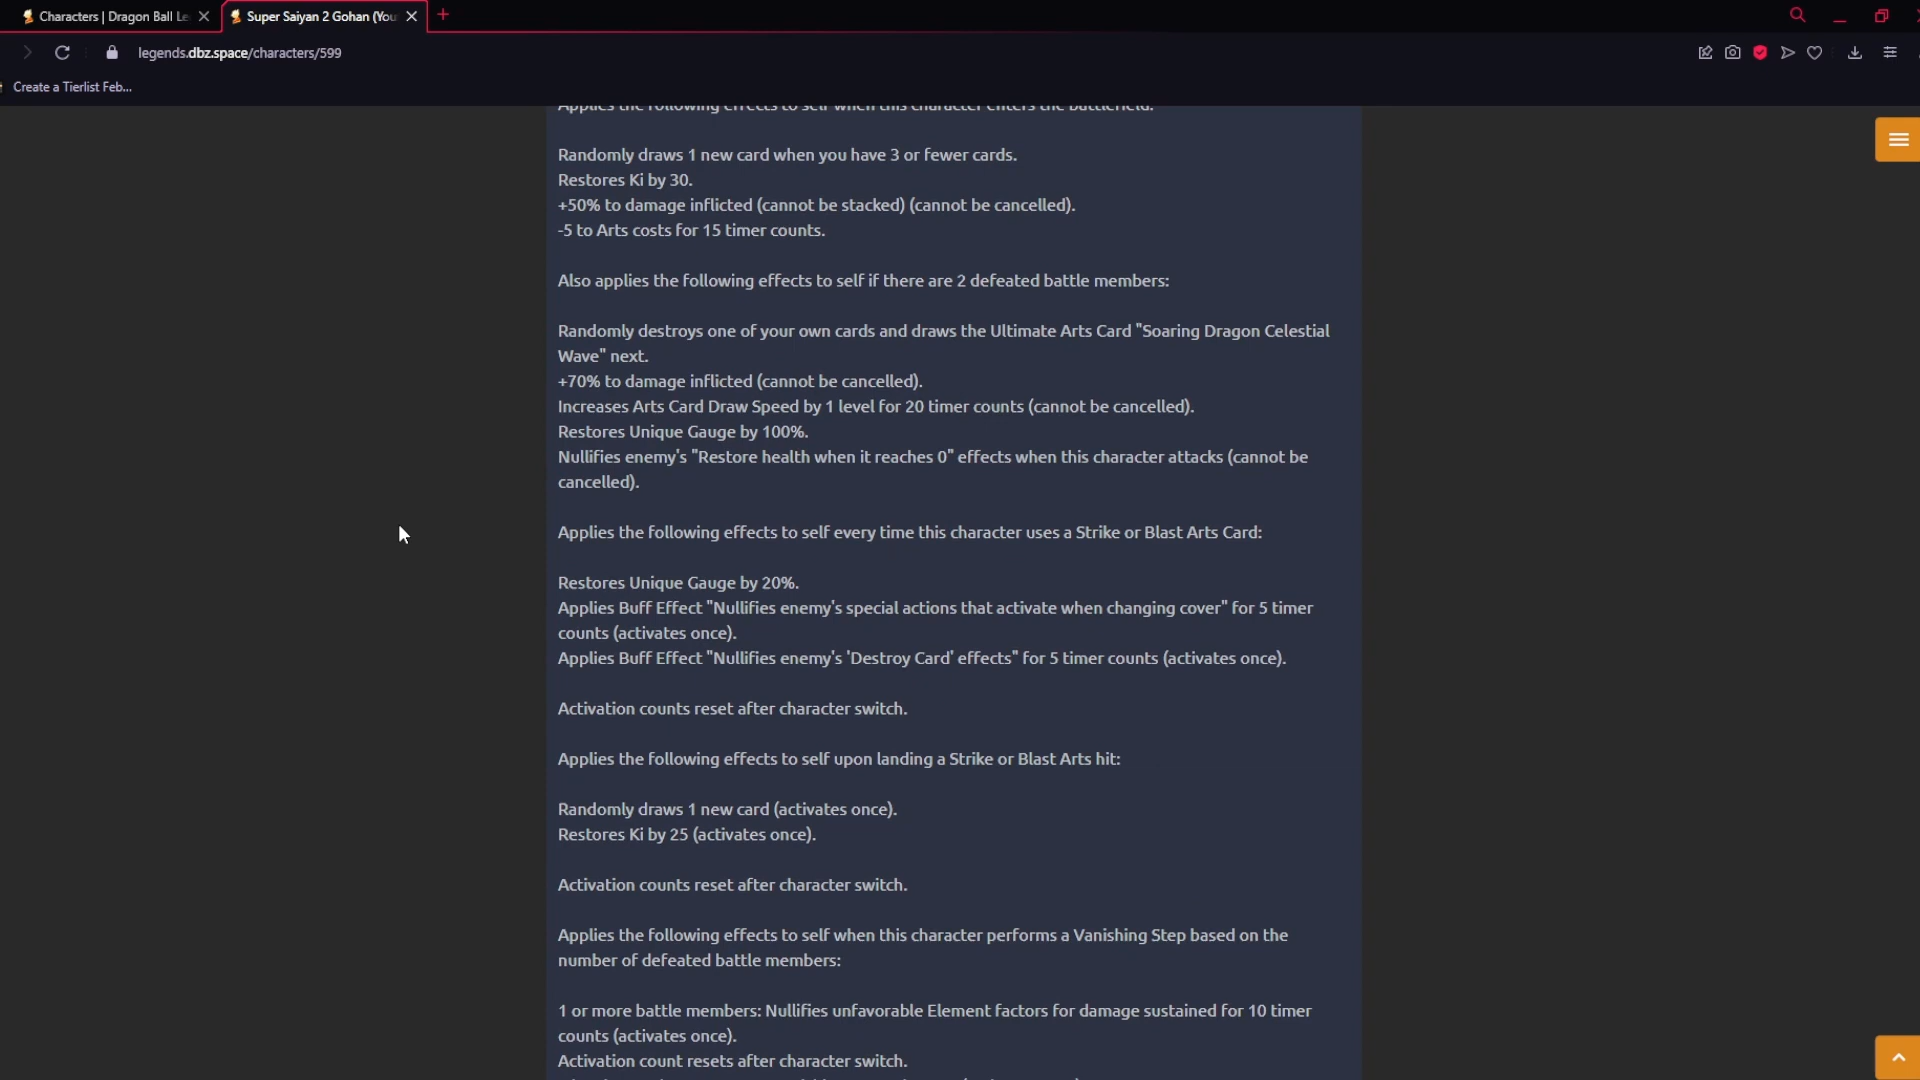 Characters | Dragon Ball Le
Super Saiyan 2 Gohan (You
legends.dbz.space/characters/599
Create a Tierlist Feb...
Applies the following effects to self when this character enters the battlefield.
Randomly draws 1 new card when you have 3 or fewer cards.
Restores Ki by 30.
+50% to damage inflicted (cannot be stacked) (cannot be cancelled).
-5 to Arts costs for 15 timer counts.
Also applies the following effects to self if there are 2 defeated battle members:
Randomly destroys one of your own cards and draws the Ultimate Arts Card "Soaring Dragon Celestial
Wave" next.
+70% to damage inflicted (cannot be cancelled).
Increases Arts Card Draw Speed by 1 level for 20 timer counts (cannot be cancelled).
Restores Unique Gauge by 100%.
Nullifies enemy's "Restore health when it reaches 0" effects when this character attacks (cannot be
cancelled).
Applies the following effects to self every time this character uses a Strike or Blast Arts Card:
Restores Unique Gauge by 20%.
Applies Buff Effect "Nullifies enemy's special actions that activate when changing cover" for 5 timer
counts (activates once).
Applies Buff Effect "Nullifies enemy's 'Destroy Card' effects" for 5 timer counts (activates once).
Activation counts reset after character switch.
Applies the following effects to self upon landing a Strike or Blast Arts hit:
Randomly draws 1 new card (activates once).
Restores Ki by 25 (activates once).
Activation counts reset after character switch.
Applies the following effects to self when this character performs a Vanishing Step based on the
number of defeated battle members:
1 or more battle members: Nullifies unfavorable Element factors for damage sustained for 10 timer
counts (activates once).
Activation count resets after character switch.